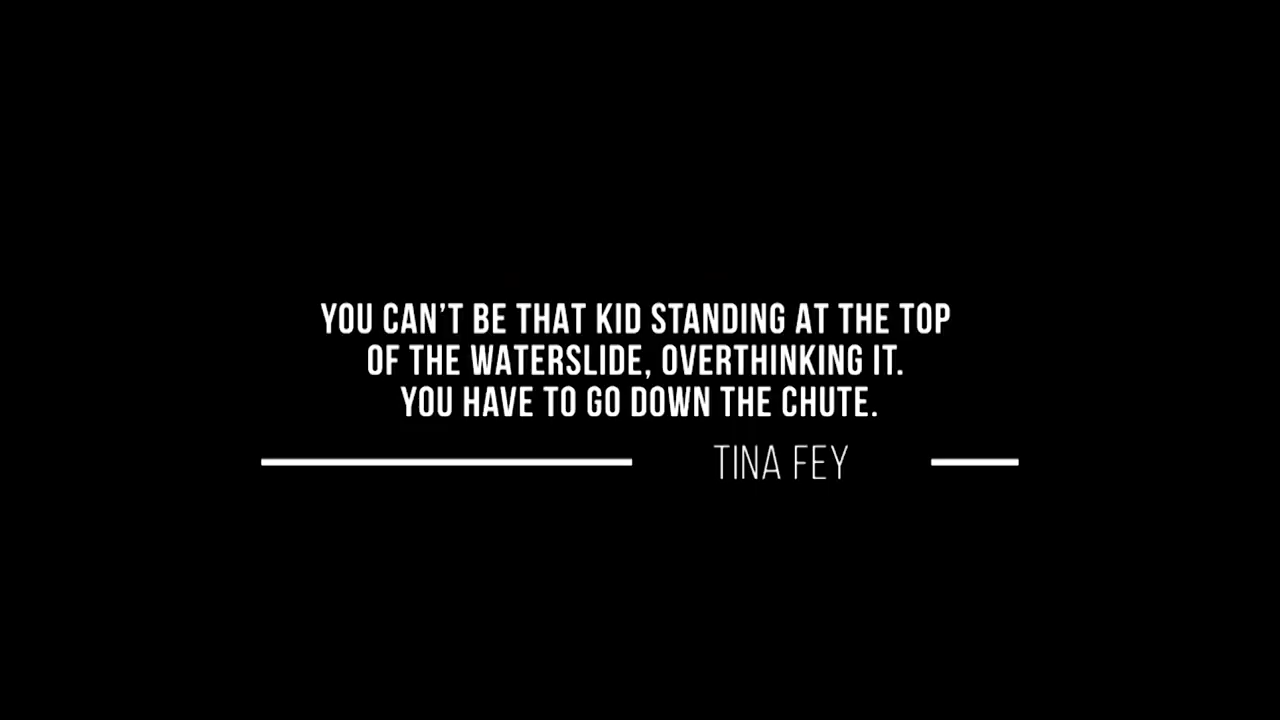 YOU CAN'T BE THAT KID STANDING AT THE TOP
OF THE WATERSLIDE, OVERTHINKING IT.
YOU HAVE TO GO DOWN THE CHUTE.
TINA FEY